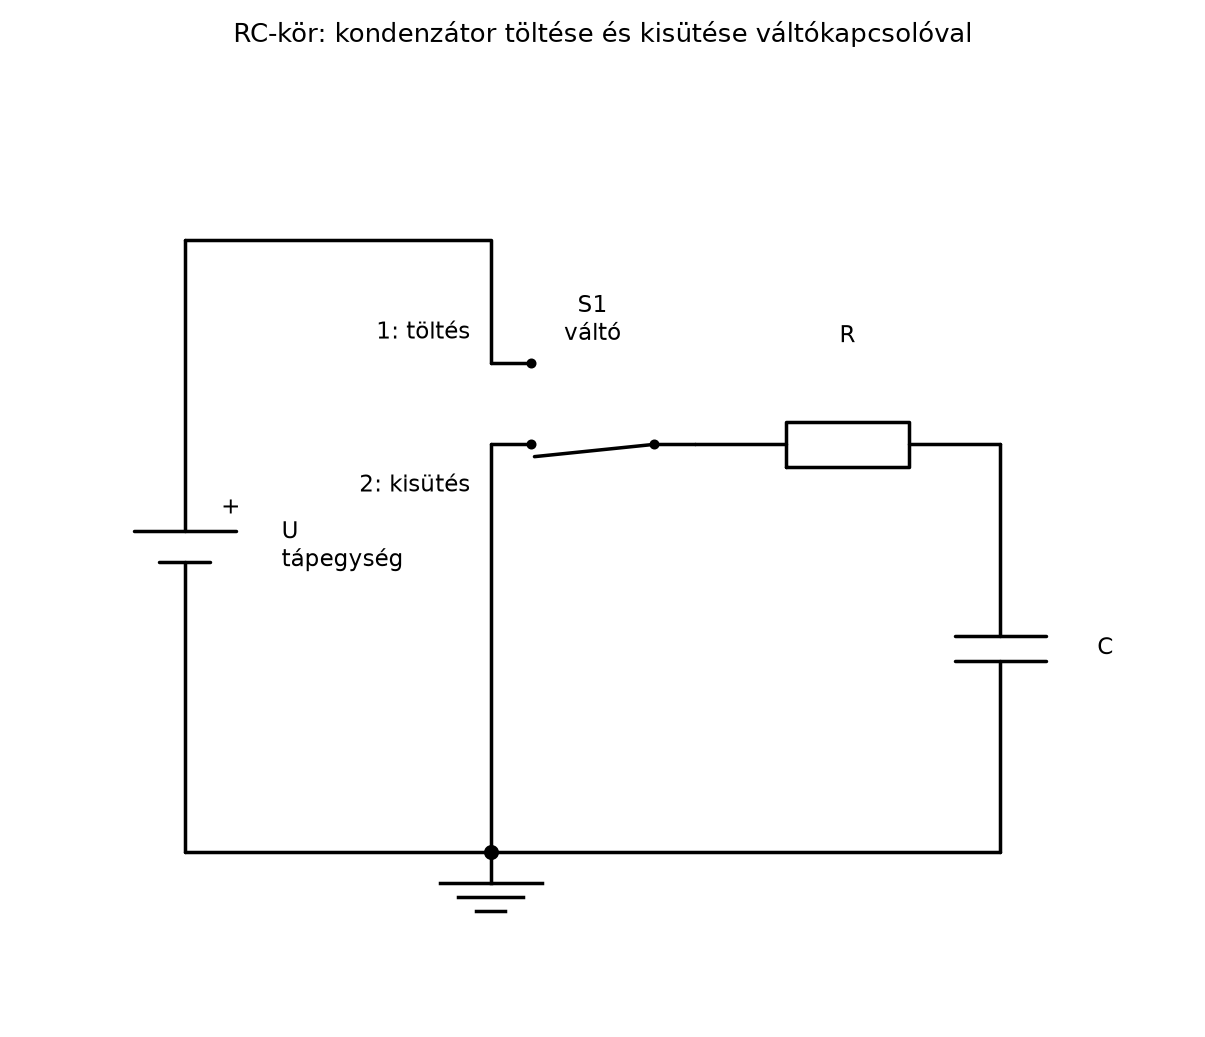 RC-kör: kondenzátor töltése és kisütése váltókapcsolóval
S1
váltó
1: töltés
R
2: kisütés
+
U
tápegység
C